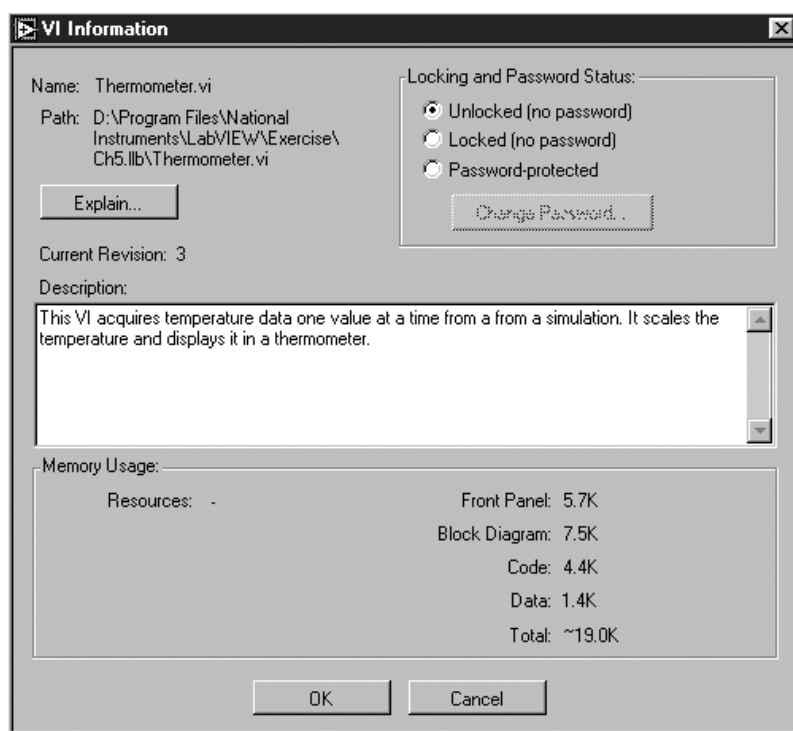 VI Information
Name: Thermometer.vi
Path: D:\Program Files\National
Instruments\LabVIEW\Exercise\
Ch5.llb\Thermometer.vi
Explain...
Current Revision: 3
Locking and Password Status:
Unlocked (no password)
Locked (no password)
Password-protected
Change Password...
Description:
This VI acquires temperature data one value at a time from a from a simulation. It scales the
temperature and displays it in a thermometer.
Memory Usage:
Resources: -
Front Panel: 5.7K
Block Diagram: 7.5K
Code: 4.4K
Data: 1.4K
Total: ~19.0K
OK
Cancel